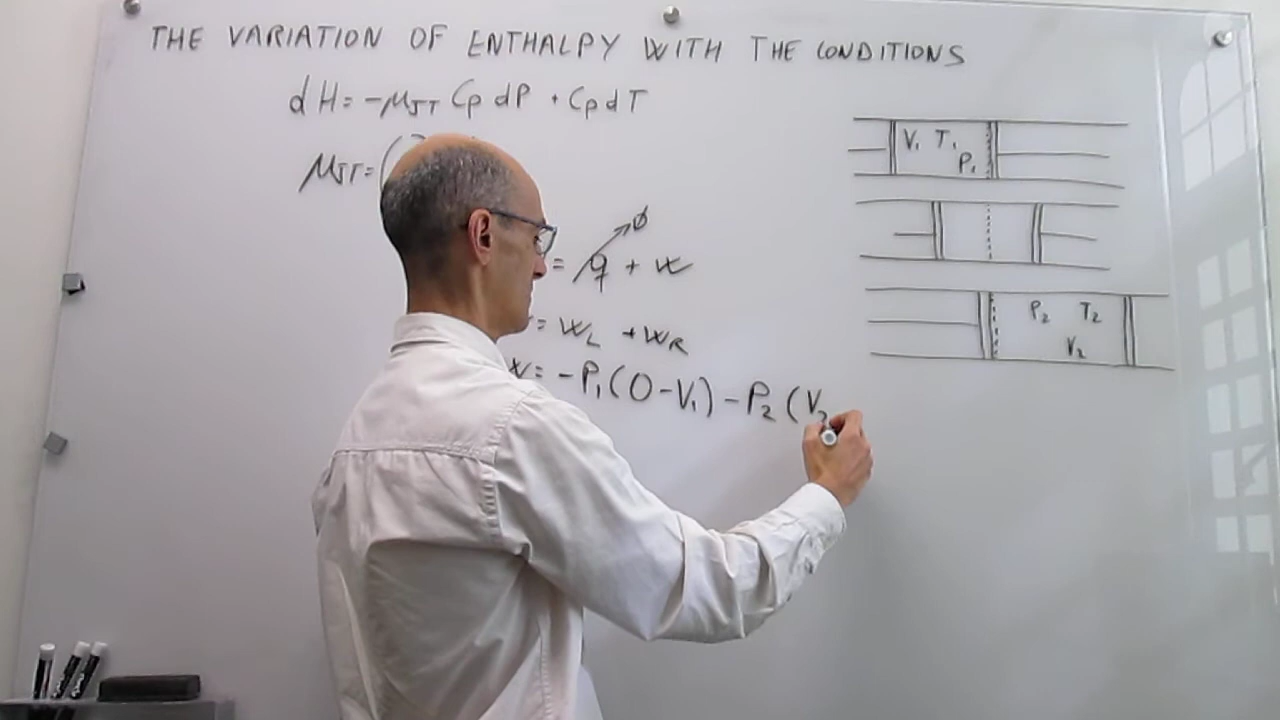 THE VARIATION OF ENTHALPY WITH THE CONDITIONS
dH = -μJT Cp dP + Cp dT
μJT = (
= q → ∅ + w
= wL + wR
w = -P₁(0-V₁) - P₂(V₂
V₁ T₁
P₁
P₂ T₂
V₂